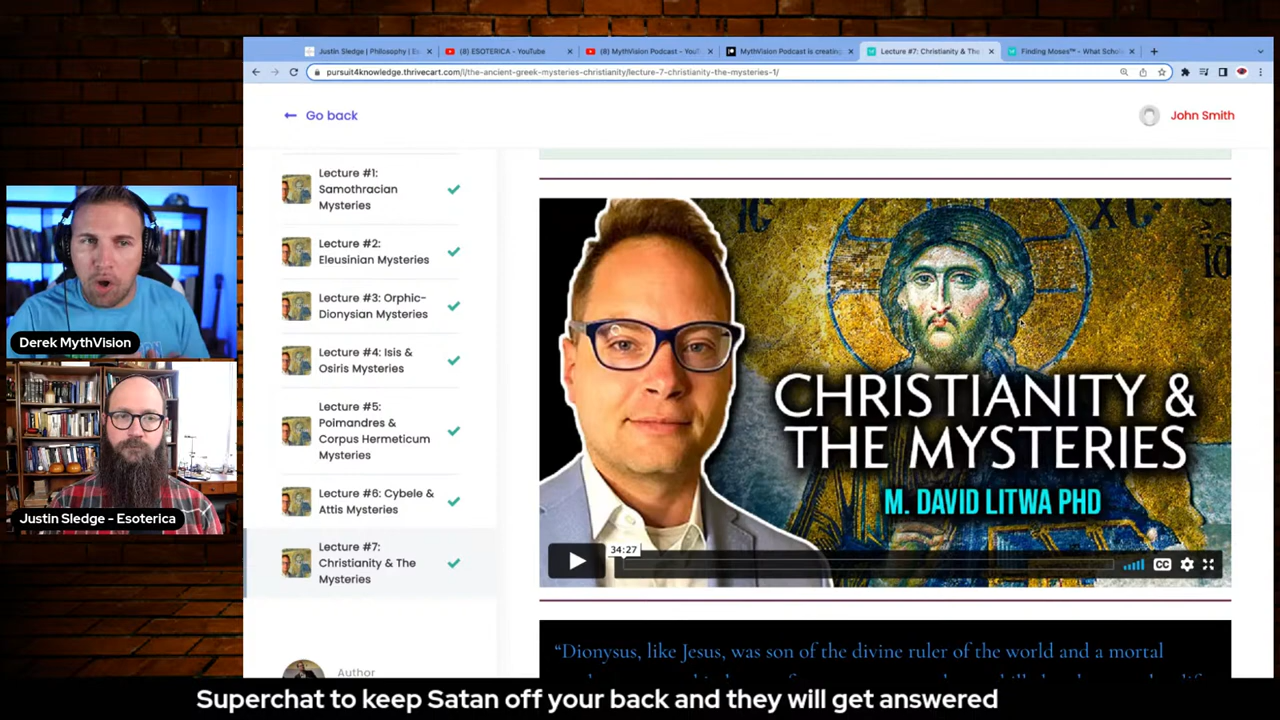 Justin Sledge | Philosophy | Es
(8) ESOTERICA - YouTube
(8) MythVision Podcast - YouT
MythVision Podcast is creating
Lecture #7: Christianity & The
Finding Moses™ - What Schola
pursuit4knowledge.thrivecart.com/l/the-ancient-greek-mysteries-christianity/lecture-7-christianity-the-mysteries-1/
Go back
John Smith
Lecture #1:
Samothracian
Mysteries
Lecture #2:
Eleusinian Mysteries
Lecture #3: Orphic-
Dionysian Mysteries
Lecture #4: Isis &
Osiris Mysteries
Lecture #5:
Poimandres &
Corpus Hermeticum
Mysteries
Lecture #6: Cybele &
Attis Mysteries
Lecture #7:
Christianity & The
Mysteries
Author
CHRISTIANITY &
THE MYSTERIES
M. DAVID LITWA PHD
34:27
CC
“Dionysus, like Jesus, was son of the divine ruler of the world and a mortal
Derek MythVision
Justin Sledge - Esoterica
Superchat to keep Satan off your back and they will get answered